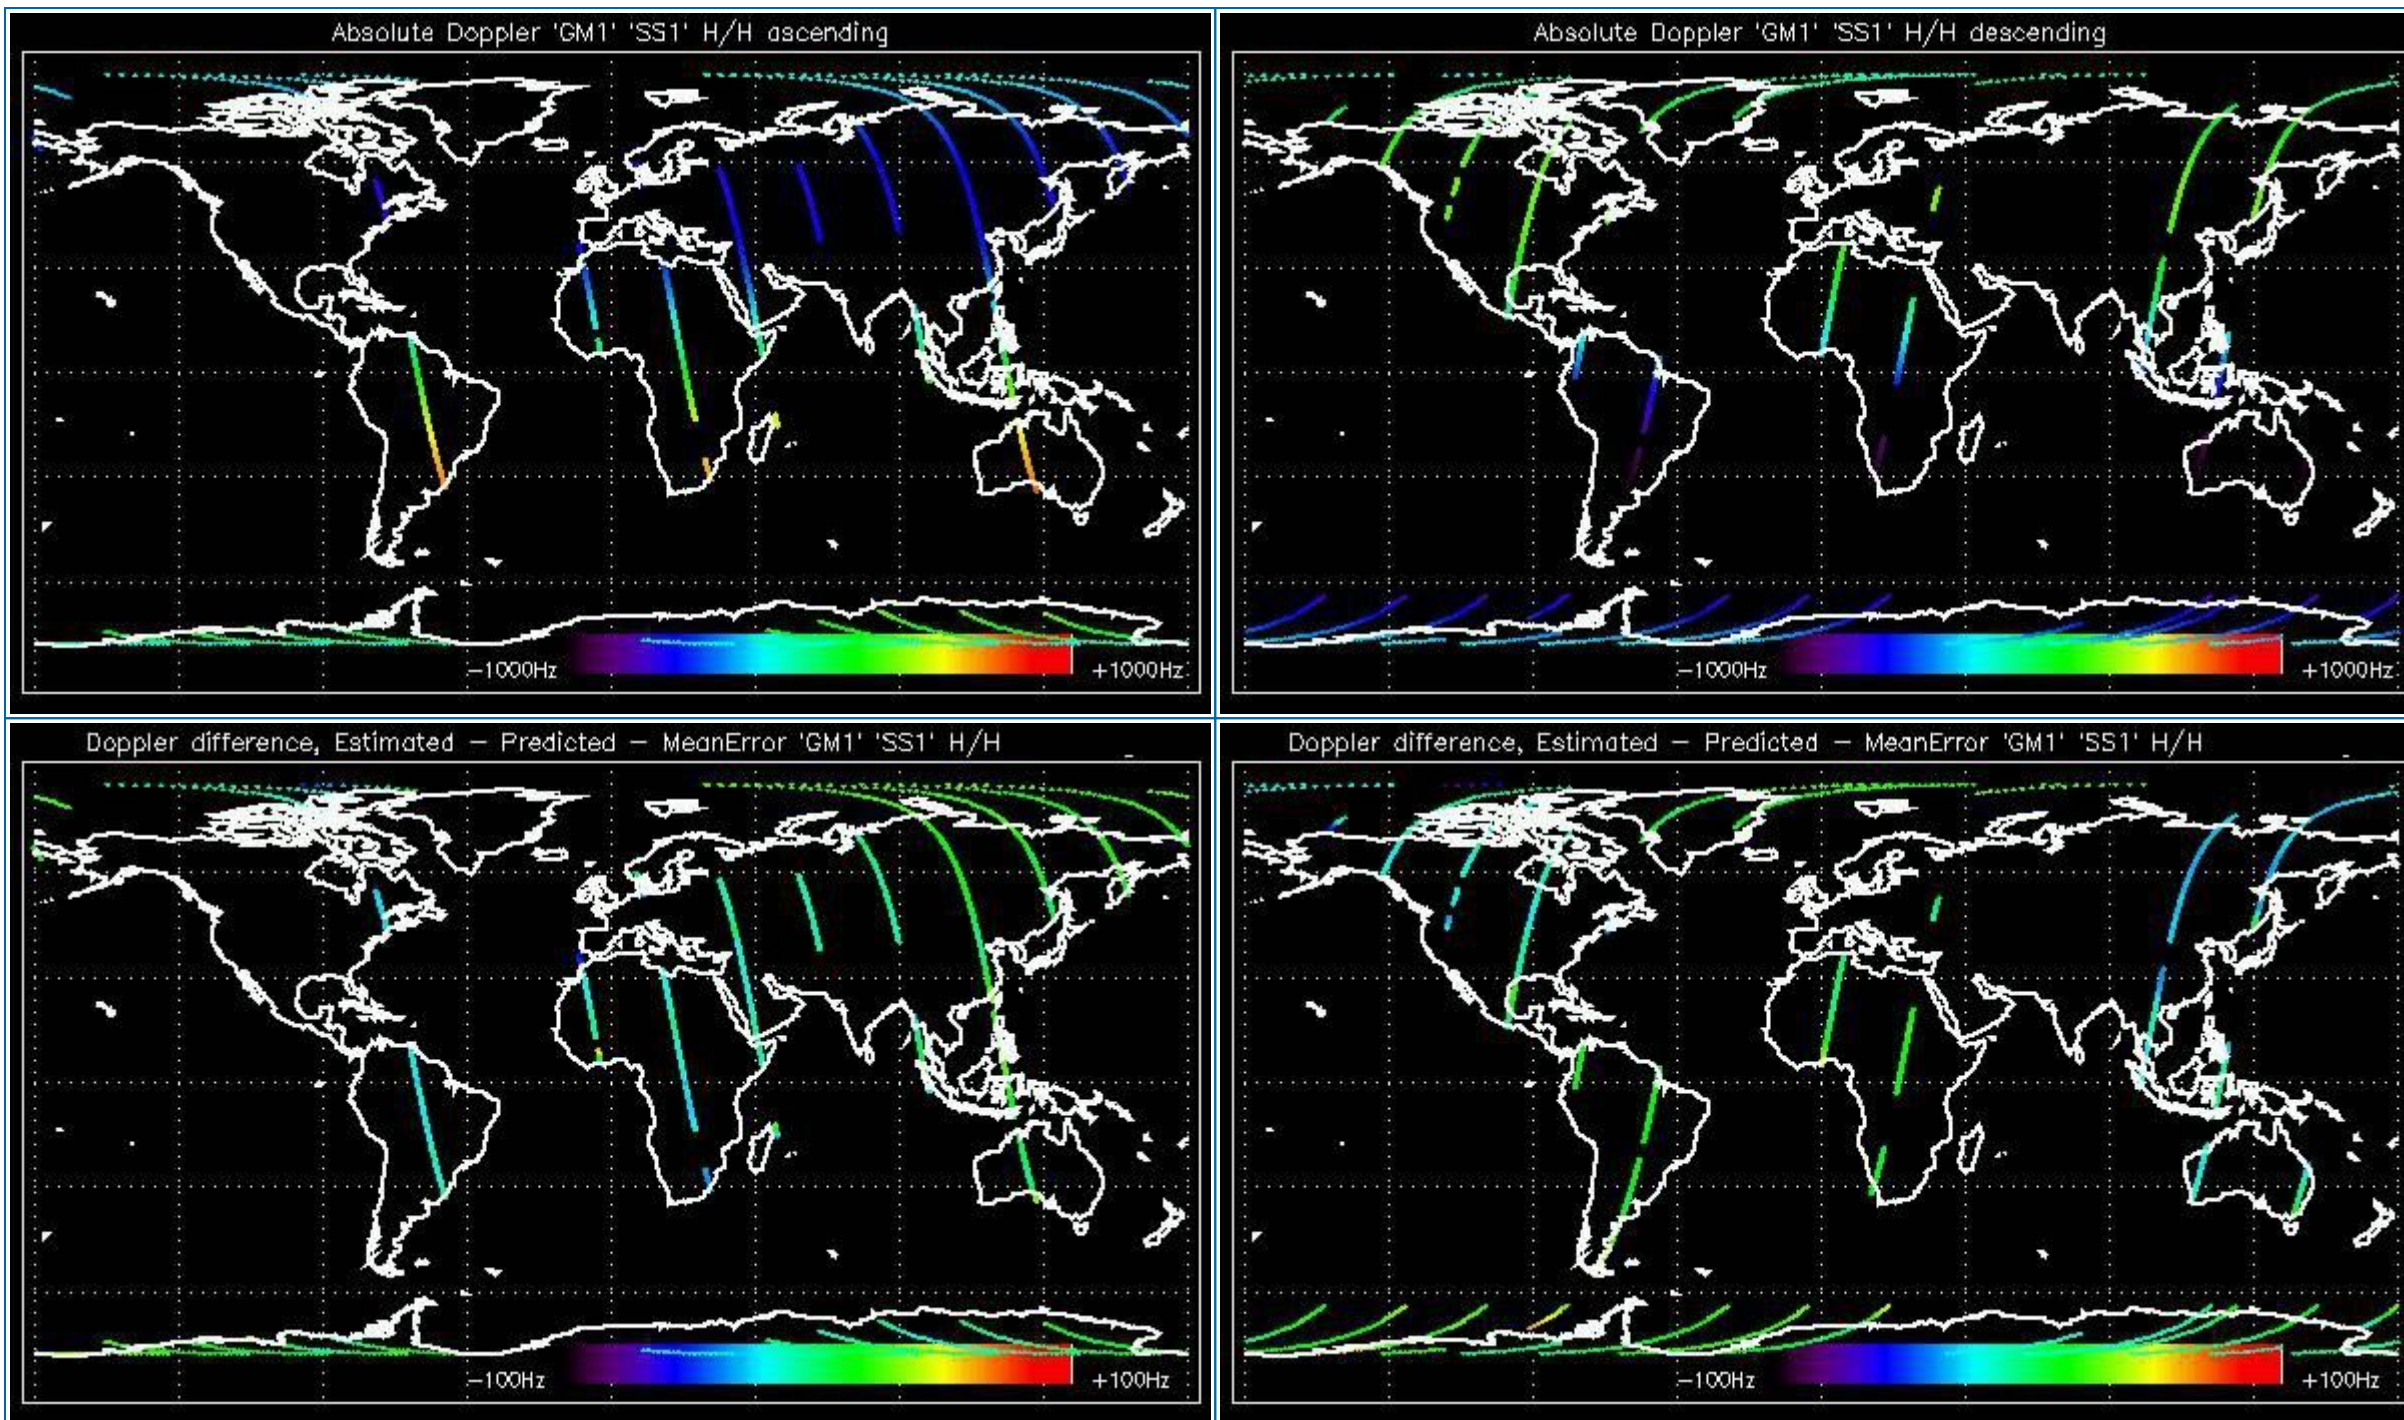 Absolute Doppler 'GM1' 'SS1' H/H ascending
−1000Hz
+1000Hz
Absolute Doppler 'GM1' 'SS1' H/H descending
−1000Hz
+1000Hz
Doppler difference, Estimated − Predicted − MeanError 'GM1' 'SS1' H/H
−100Hz
+100Hz
Doppler difference, Estimated − Predicted − MeanError 'GM1' 'SS1' H/H
−100Hz
+100Hz